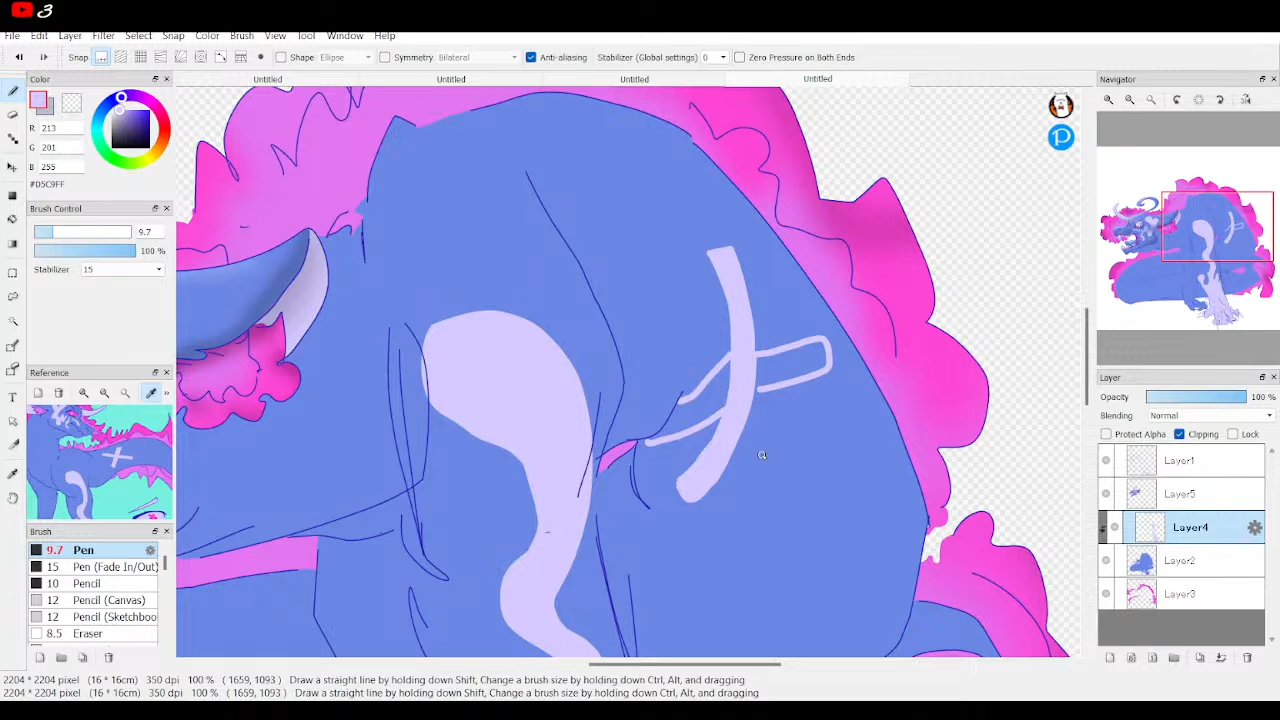 3
File Edit Layer Filter Select Snap Color Brush View Tool Window Help
Snap Shape Ellipse Symmetry Bilateral Anti-aliasing Stabilizer (Global settings) 0 Zero Pressure on Both Ends
Color
Untitled Untitled Untitled Untitled
Navigator
R 213
G 201
B 255
#D5C9FF
Brush Control
9.7
100 %
Stabilizer 15
Reference
Brush
9.7 Pen
15 Pen (Fade In/Out)
10 Pencil
12 Pencil (Canvas)
12 Pencil (Sketchboo
8.5 Eraser
P
Layer
Opacity 100 %
Blending Normal
Protect Alpha Clipping Lock
Layer1
Layer5
Layer4
Layer2
Layer3
T
2204 * 2204 pixel (16 * 16cm) 350 dpi 100 % ( 1659, 1093 ) Draw a straight line by holding down Shift, Change a brush size by holding down Ctrl, Alt, and dragging
2204 * 2204 pixel (16 * 16cm) 350 dpi 100 % ( 1659, 1093 ) Draw a straight line by holding down Shift, Change a brush size by holding down Ctrl, Alt, and dragging